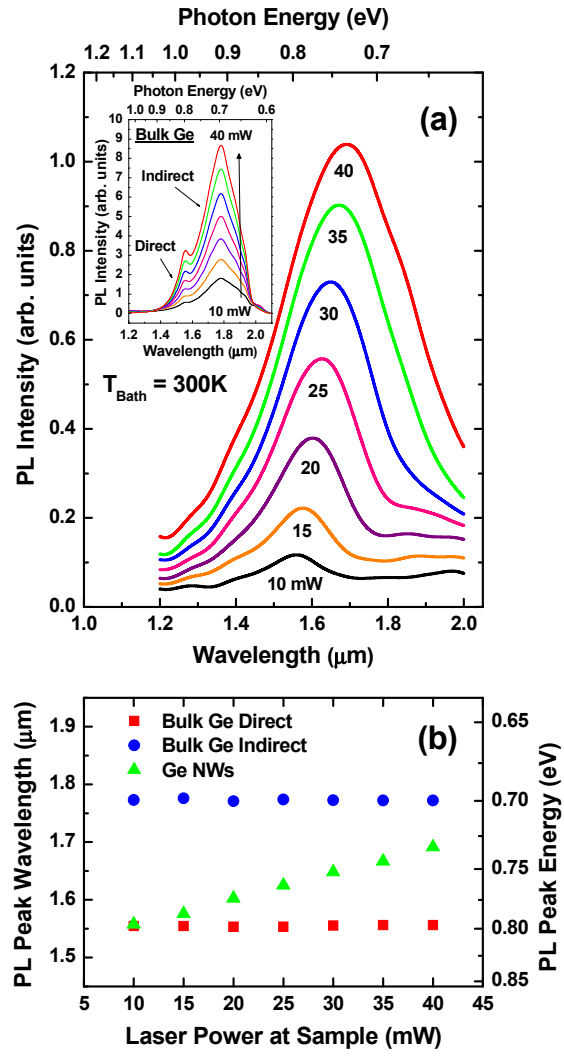 Photon Energy (eV)
1.2 1.1 1.0 0.9 0.8 0.7
(a)
Photon Energy (eV)
1.0 0.9 0.8 0.7 0.6
Bulk Ge
40 mW
Indirect
Direct
10 mW
10
9
8
7
6
5
4
3
2
1
0
PL Intensity (arb. units)
1.2 1.4 1.6 1.8 2.0
Wavelength (μm)
T_Bath = 300K
40
35
30
25
20
15
10 mW
1.2
1.0
0.8
0.6
0.4
0.2
0.0
PL Intensity (arb. units)
1.0 1.2 1.4 1.6 1.8 2.0
Wavelength (μm)
(b)
Bulk Ge Direct
Bulk Ge Indirect
Ge NWs
1.9
1.8
1.7
1.6
1.5
PL Peak Wavelength (μm)
0.65
0.70
0.75
0.80
0.85
PL Peak Energy (eV)
5 10 15 20 25 30 35 40 45
Laser Power at Sample (mW)